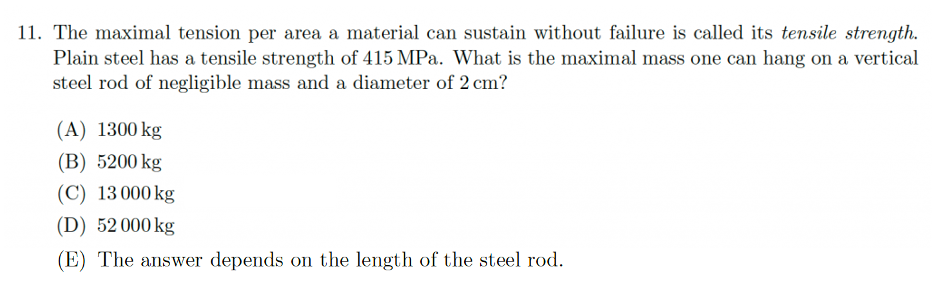 11. The maximal tension per area a material can sustain without failure is called its tensile strength.
Plain steel has a tensile strength of 415 MPa. What is the maximal mass one can hang on a vertical
steel rod of negligible mass and a diameter of 2 cm?
(A) 1300 kg
(B) 5200 kg
(C) 13 000 kg
(D) 52 000 kg
(E) The answer depends on the length of the steel rod.